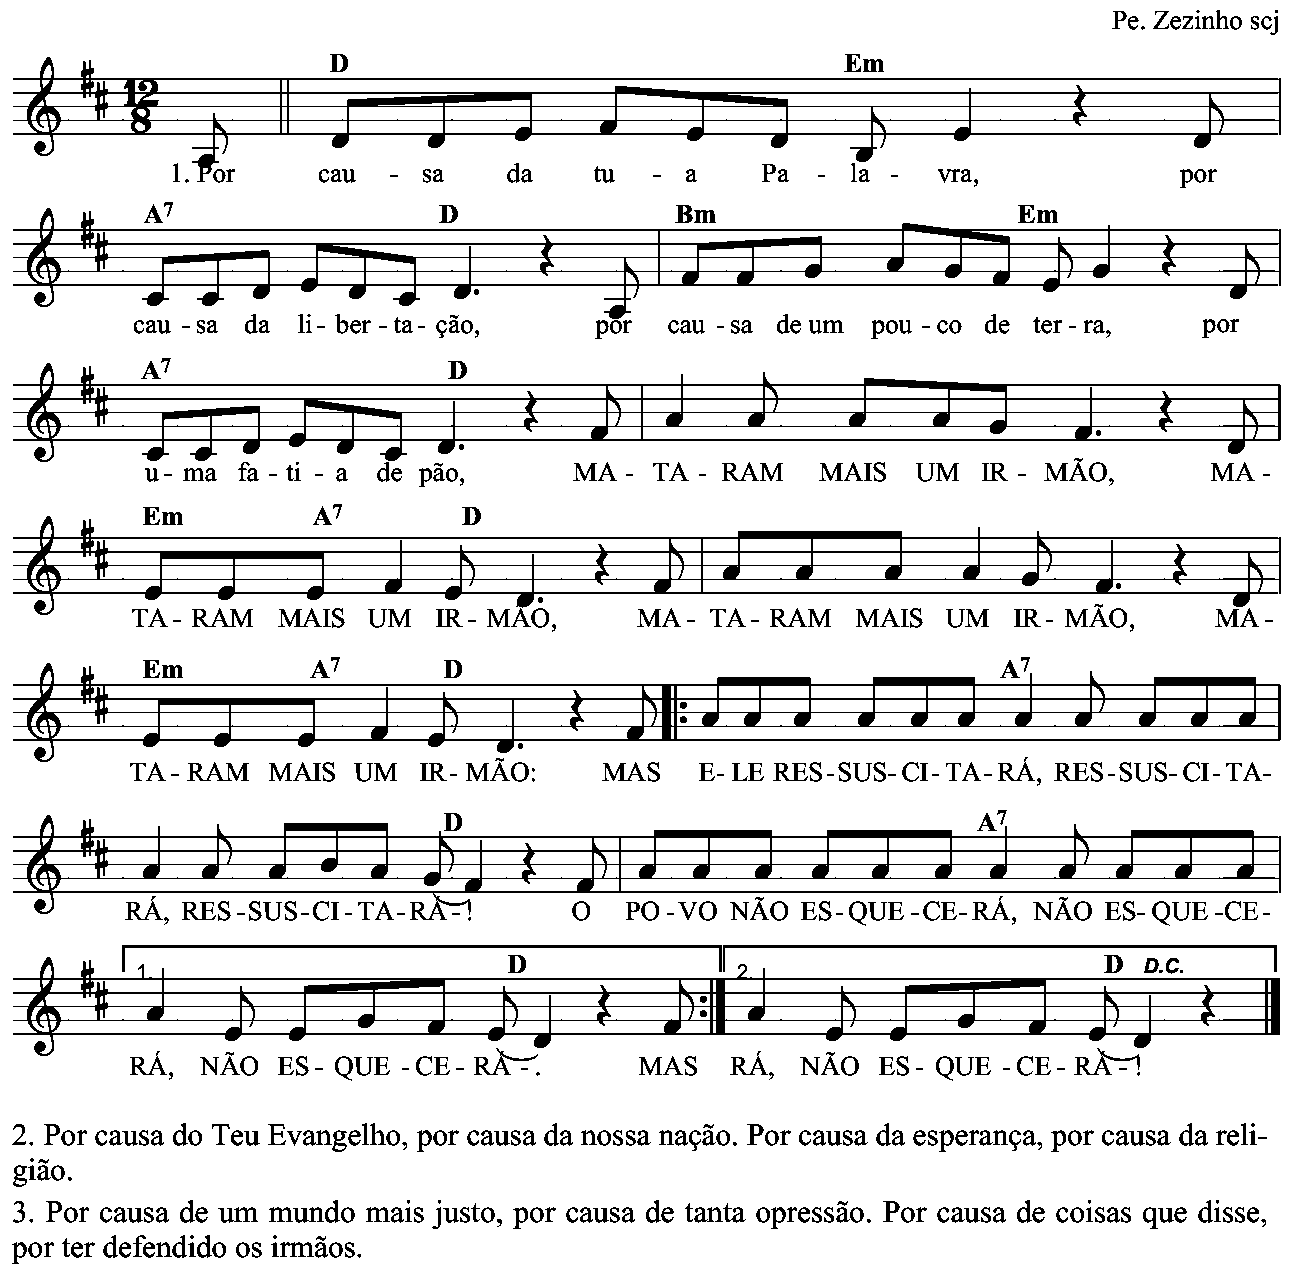 Pe. Zezinho scj
D Em
12
8
1. Por cau - sa da tu - a Pa - la - vra, por
A7 D Bm Em
cau - sa da li - ber - ta - ção, por cau - sa de um pou - co de ter - ra, por
A7 D
u - ma fa - ti - a de pão, MA - TA - RAM MAIS UM IR - MÃO, MA -
Em A7 D
TA - RAM MAIS UM IR - MÃO, MA - TA - RAM MAIS UM IR - MÃO, MA -
Em A7 D A7
TA - RAM MAIS UM IR - MÃO: MAS E - LE RES - SUS - CI - TA - RÁ, RES - SUS - CI - TA-
D A7
RÁ, RES - SUS - CI - TA - RÁ - ! O PO - VO NÃO ES - QUE - CE - RÁ, NÃO ES - QUE - CE-
1. D 2. D D.C.
RÁ, NÃO ES - QUE - CE - RÁ - . MAS RÁ, NÃO ES - QUE - CE - RÁ - !
2. Por causa do Teu Evangelho, por causa da nossa nação. Por causa da esperança, por causa da reli-
gião.
3. Por causa de um mundo mais justo, por causa de tanta opressão. Por causa de coisas que disse,
por ter defendido os irmãos.